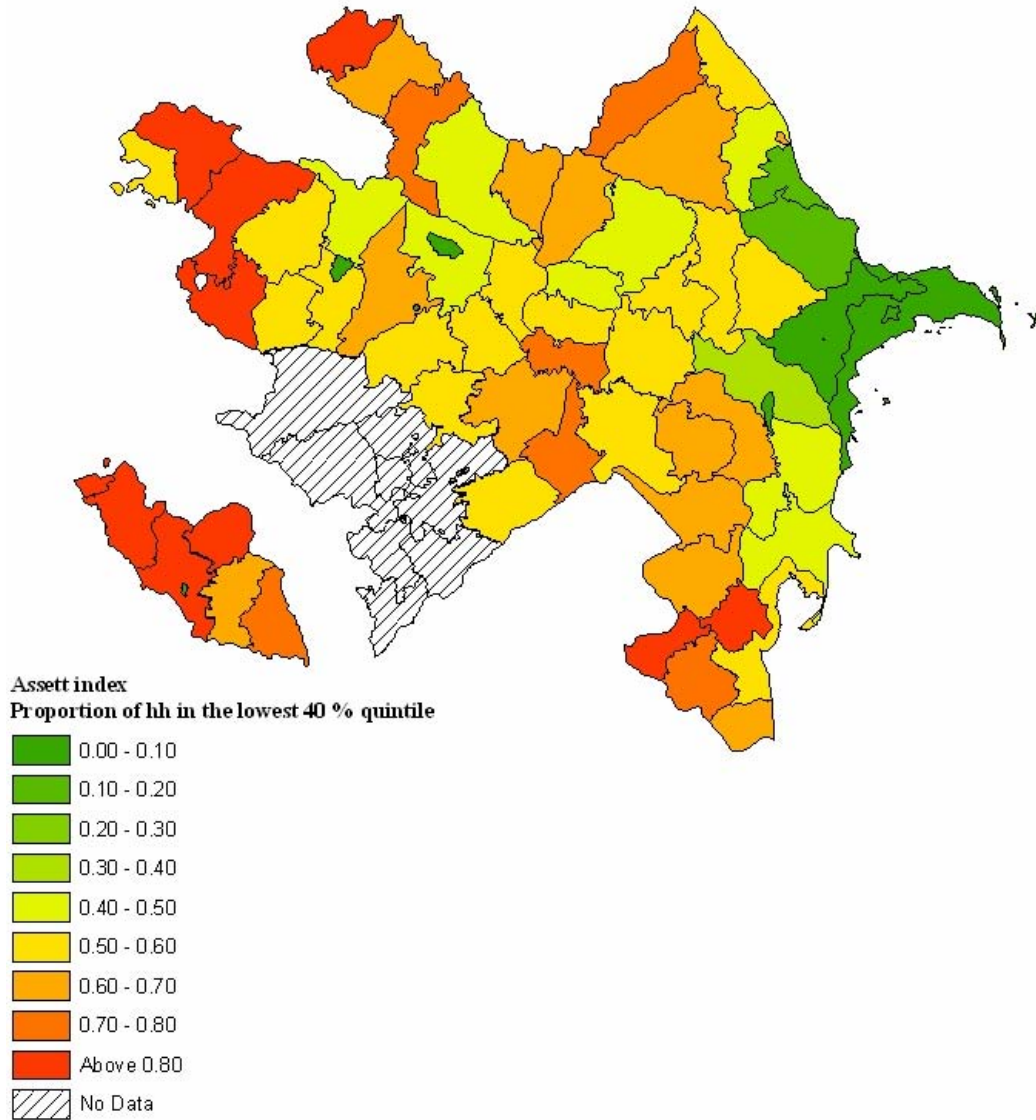 Assett index
Proportion of hh in the lowest 40 % quintile
0.00 - 0.10
0.10 - 0.20
0.20 - 0.30
0.30 - 0.40
0.40 - 0.50
0.50 - 0.60
0.60 - 0.70
0.70 - 0.80
Above 0.80
No Data